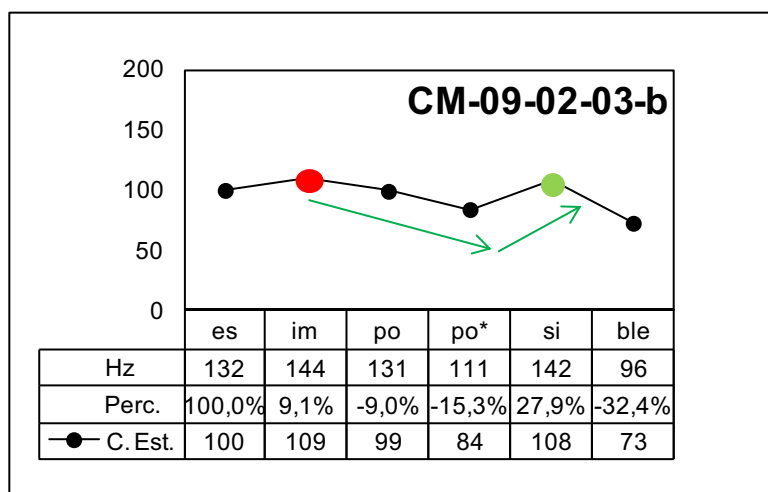 CM-09-02-03-b
200
150
100
50
0
es im po po* si ble
Hz 132 144 131 111 142 96
Perc. 100,0% 9,1% -9,0% -15,3% 27,9% -32,4%
C. Est. 100 109 99 84 108 73